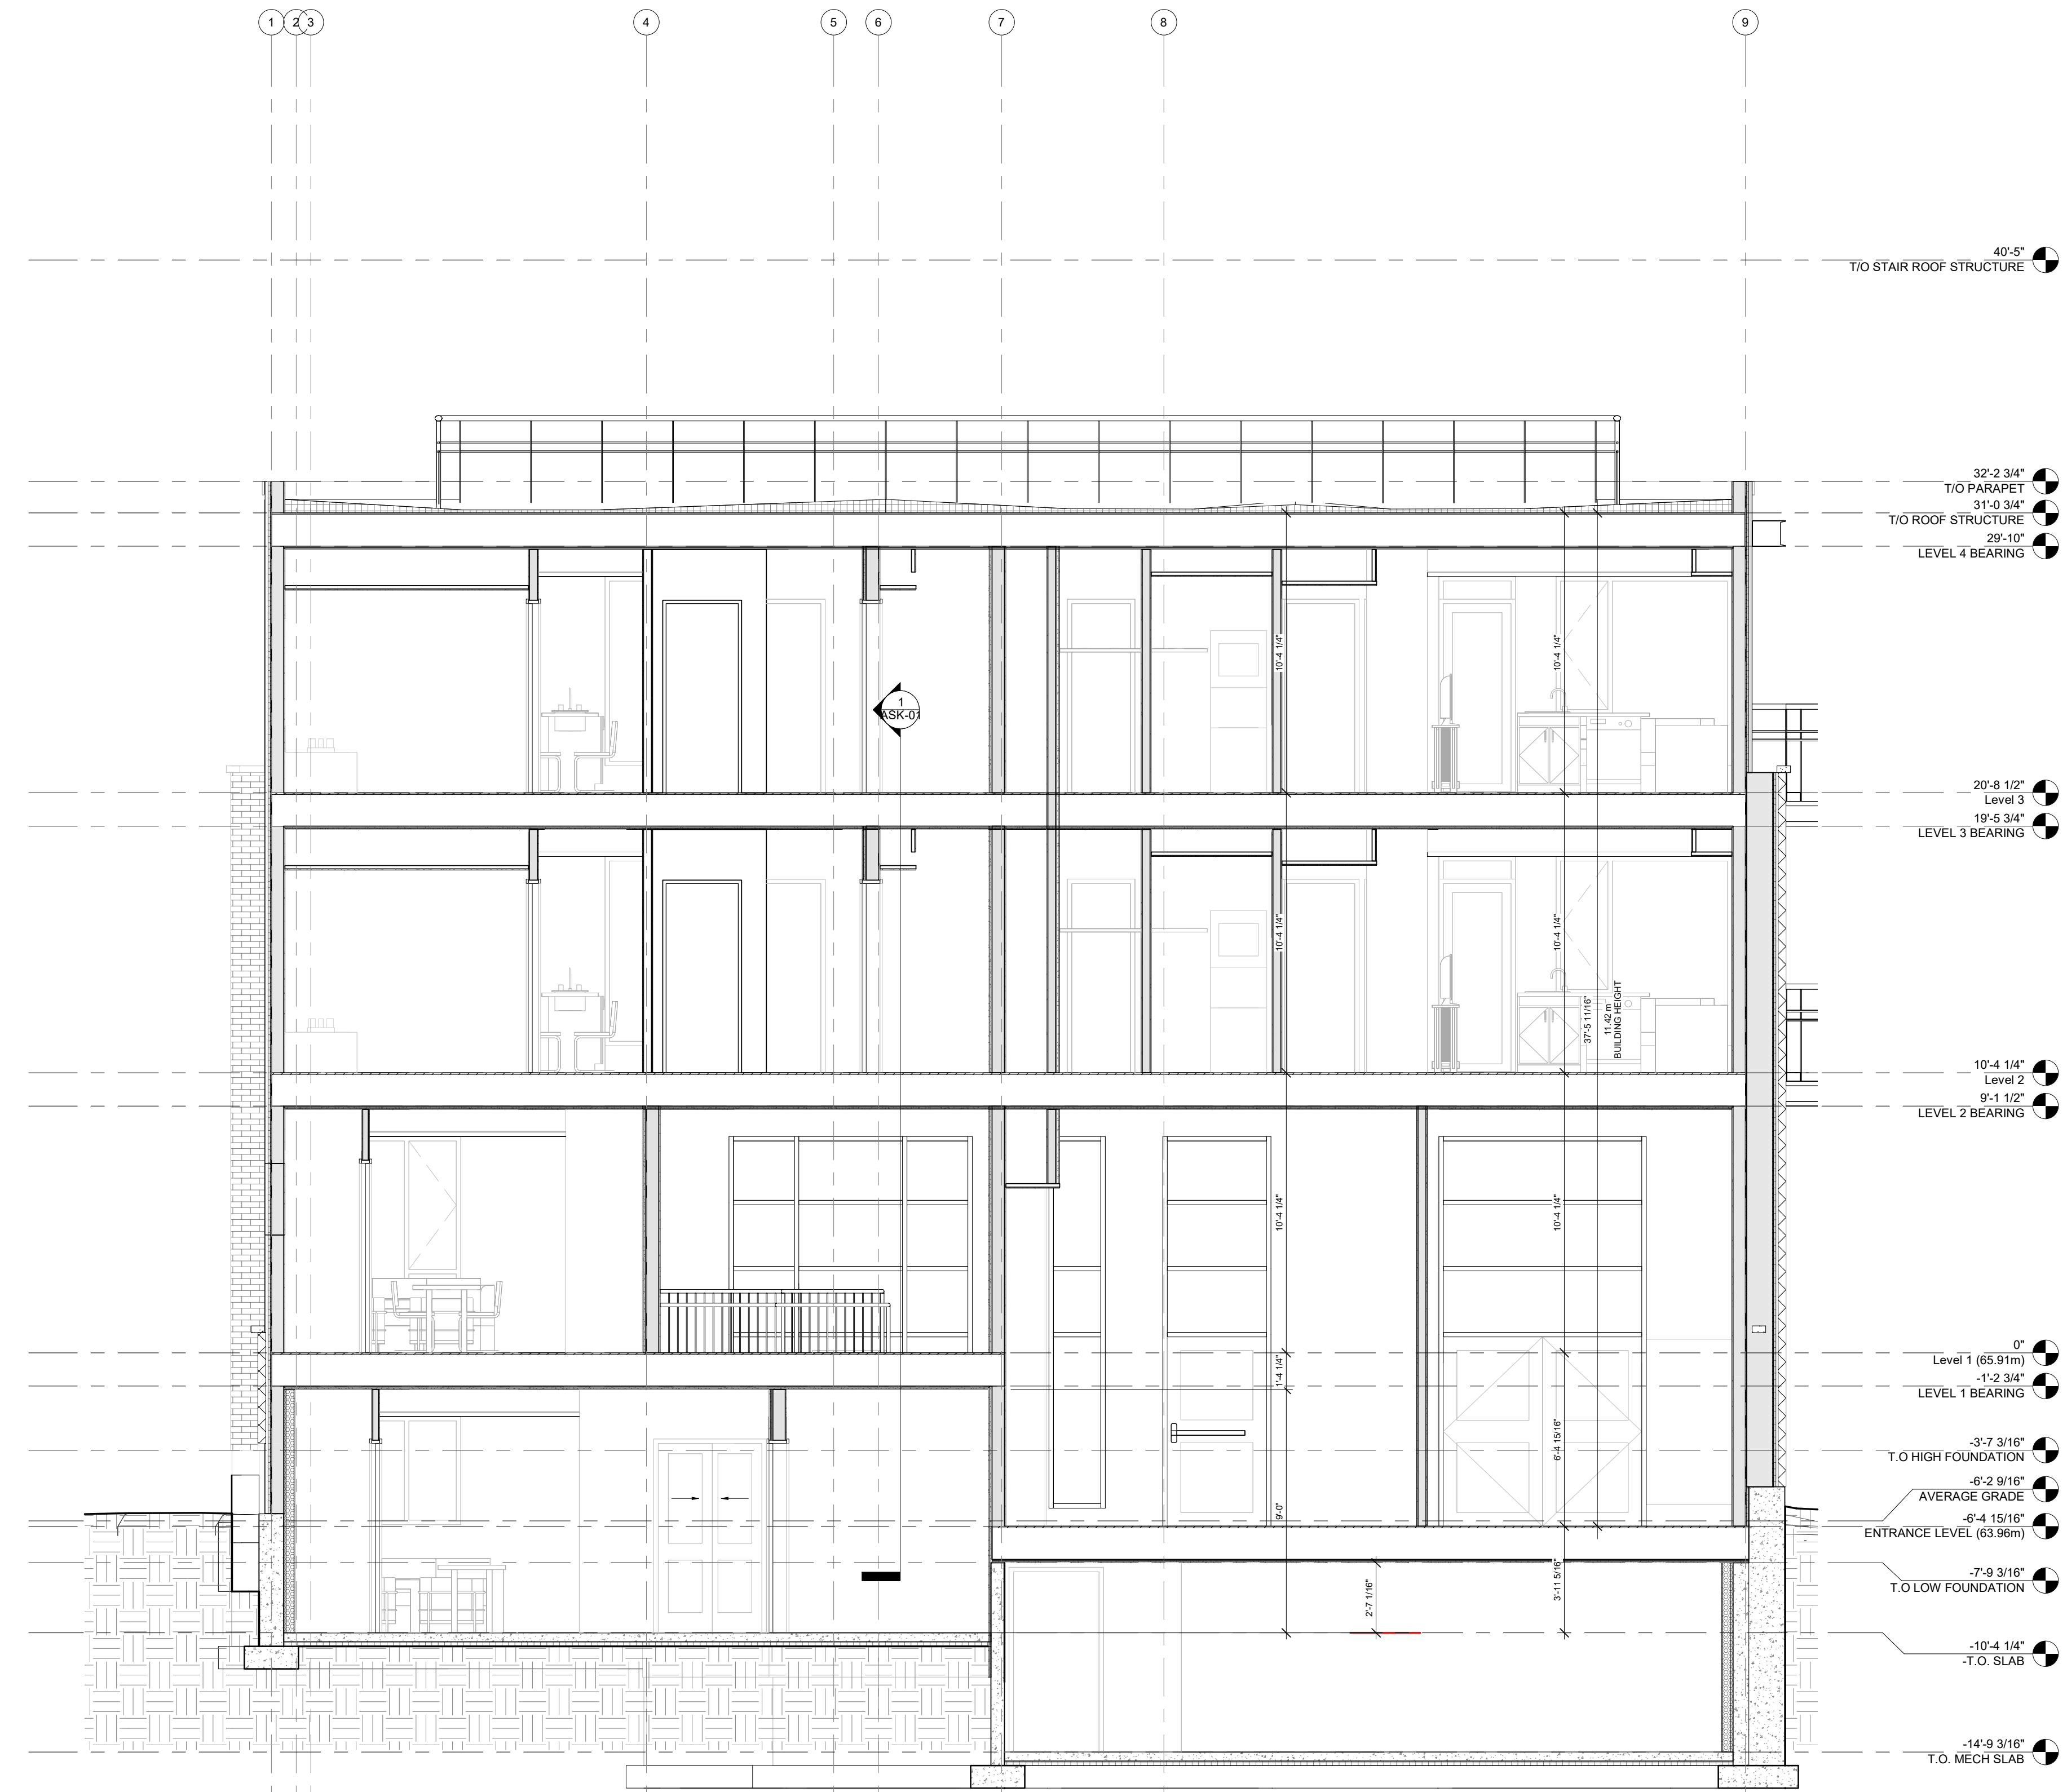 1
2
3
4
5
6
7
8
9
40'-5"
T/O STAIR ROOF STRUCTURE
32'-2 3/4"
T/O PARAPET
31'-0 3/4"
T/O ROOF STRUCTURE
29'-10"
LEVEL 4 BEARING
10'-4 1/4"
10'-4 1/4"
1
ASK-01
20'-8 1/2"
Level 3
19'-5 3/4"
LEVEL 3 BEARING
10'-4 1/4"
10'-4 1/4"
37'-5 11/16"
11.42 m
BUILDING HEIGHT
10'-4 1/4"
Level 2
9'-1 1/2"
LEVEL 2 BEARING
10'-4 1/4"
10'-4 1/4"
0"
Level 1 (65.91m)
1'-4 1/4"
-1'-2 3/4"
LEVEL 1 BEARING
6'-4 15/16"
-3'-7 3/16"
T.O HIGH FOUNDATION
-6'-2 9/16"
AVERAGE GRADE
9'-0"
-6'-4 15/16"
ENTRANCE LEVEL (63.96m)
-7'-9 3/16"
T.O LOW FOUNDATION
2'-7 1/16"
3'-11 5/16"
-10'-4 1/4"
-T.O. SLAB
-14'-9 3/16"
T.O. MECH SLAB